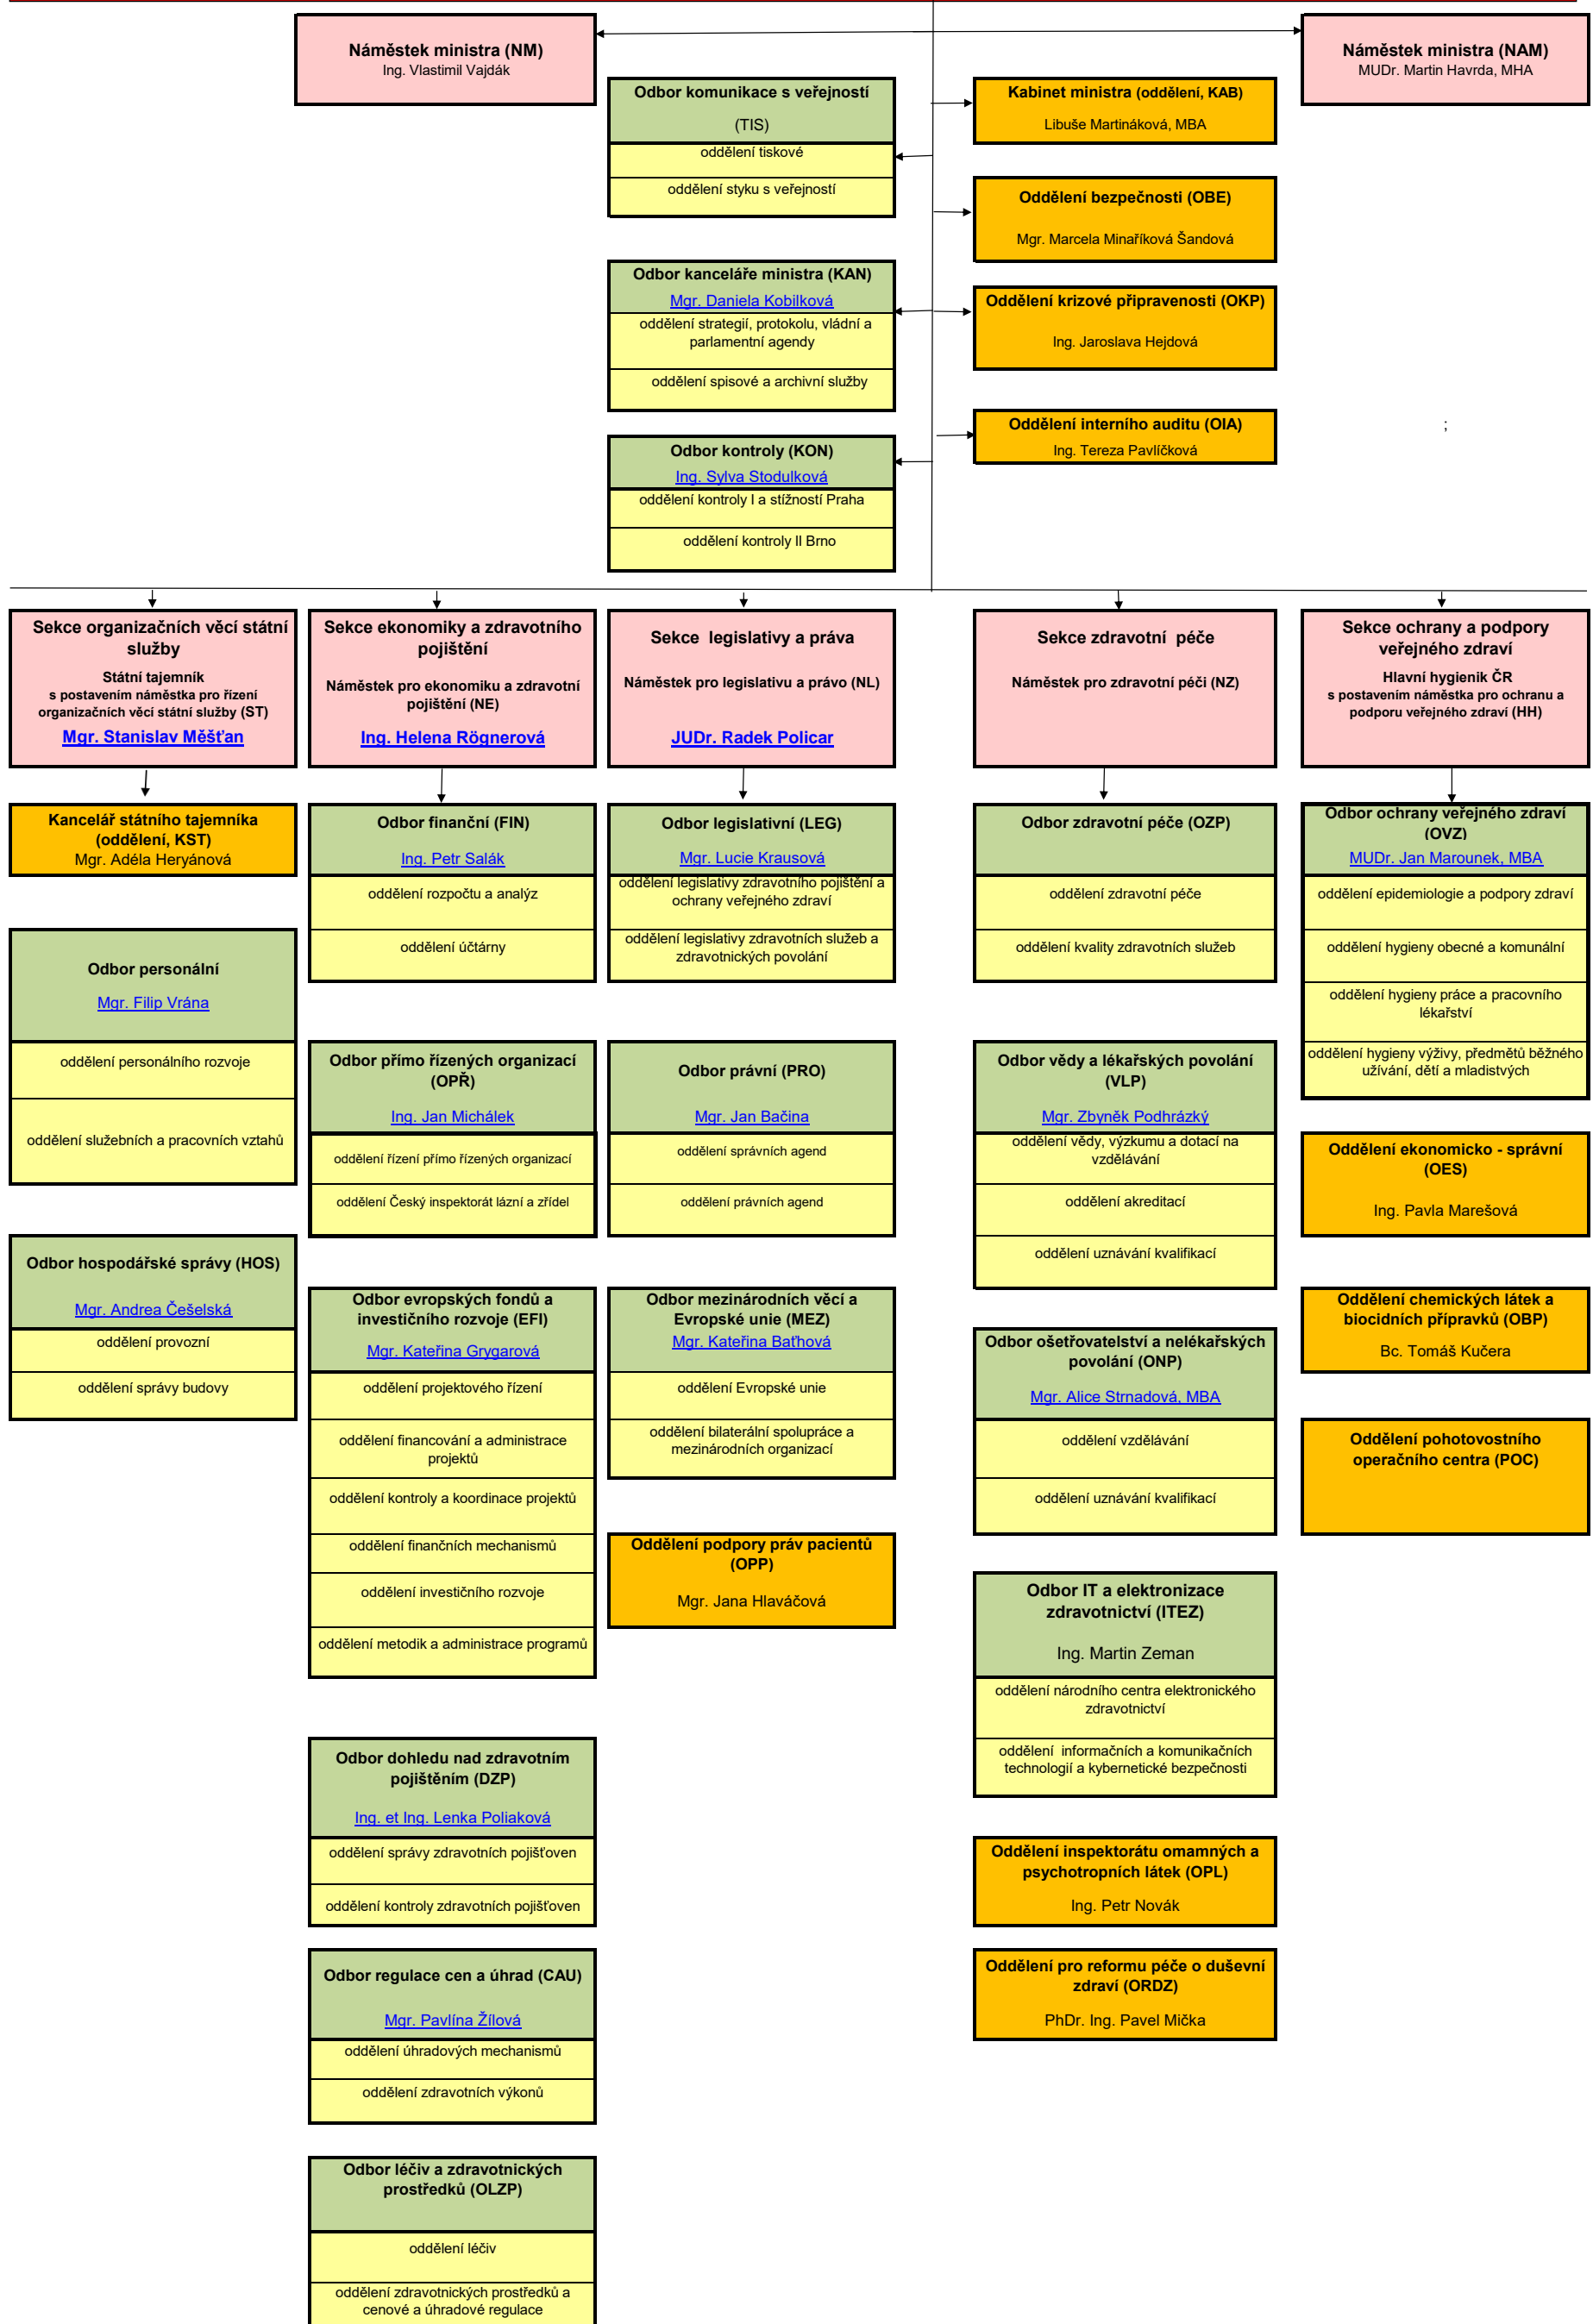 Náměstek ministra (NM)
Ing. Vlastimil Vajdák
Náměstek ministra (NAM)
MUDr. Martin Havrda, MHA
Odbor komunikace s veřejností
(TIS)
oddělení tiskové
oddělení styku s veřejností
Kabinet ministra (oddělení, KAB)
Libuše Martináková, MBA
Oddělení bezpečnosti (OBE)
Mgr. Marcela Minaříková Šandová
Odbor kanceláře ministra (KAN)
Mgr. Daniela Kobilková
oddělení strategií, protokolu, vládní a
parlamentní agendy
oddělení spisové a archivní služby
Oddělení krizové připravenosti (OKP)
Ing. Jaroslava Hejdová
Oddělení interního auditu (OIA)
Ing. Tereza Pavlíčková
;
Odbor kontroly (KON)
Ing. Sylva Stodulková
oddělení kontroly I a stížností Praha
oddělení kontroly II Brno
Sekce organizačních věcí státní
služby
Státní tajemník
s postavením náměstka pro řízení
organizačních věcí státní služby (ST)
Mgr. Stanislav Měšťan
Sekce ekonomiky a zdravotního
pojištění
Náměstek pro ekonomiku a zdravotní
pojištění (NE)
Ing. Helena Rögnerová
Sekce legislativy a práva
Náměstek pro legislativu a právo (NL)
JUDr. Radek Policar
Sekce zdravotní péče
Náměstek pro zdravotní péči (NZ)
Sekce ochrany a podpory
veřejného zdraví
Hlavní hygienik ČR
s postavením náměstka pro ochranu a
podporu veřejného zdraví (HH)
Kancelář státního tajemníka
(oddělení, KST)
Mgr. Adéla Heryánová
Odbor personální
Mgr. Filip Vrána
oddělení personálního rozvoje
oddělení služebních a pracovních vztahů
Odbor hospodářské správy (HOS)
Mgr. Andrea Češelská
oddělení provozní
oddělení správy budovy
Odbor finanční (FIN)
Ing. Petr Salák
oddělení rozpočtu a analýz
oddělení účtárny
Odbor přímo řízených organizací
(OPŘ)
Ing. Jan Michálek
oddělení řízení přímo řízených organizací
oddělení Český inspektorát lázní a zřídel
Odbor evropských fondů a
investičního rozvoje (EFI)
Mgr. Kateřina Grygarová
oddělení projektového řízení
oddělení financování a administrace
projektů
oddělení kontroly a koordinace projektů
oddělení finančních mechanismů
oddělení investičního rozvoje
oddělení metodik a administrace programů
Odbor dohledu nad zdravotním
pojištěním (DZP)
Ing. et Ing. Lenka Poliaková
oddělení správy zdravotních pojišťoven
oddělení kontroly zdravotních pojišťoven
Odbor regulace cen a úhrad (CAU)
Mgr. Pavlína Žílová
oddělení úhradových mechanismů
oddělení zdravotních výkonů
Odbor léčiv a zdravotnických
prostředků (OLZP)
oddělení léčiv
oddělení zdravotnických prostředků a
cenové a úhradové regulace
Odbor legislativní (LEG)
Mgr. Lucie Krausová
oddělení legislativy zdravotního pojištění a
ochrany veřejného zdraví
oddělení legislativy zdravotních služeb a
zdravotnických povolání
Odbor právní (PRO)
Mgr. Jan Bačina
oddělení správních agend
oddělení právních agend
Odbor mezinárodních věcí a
Evropské unie (MEZ)
Mgr. Kateřina Baťhová
oddělení Evropské unie
oddělení bilaterální spolupráce a
mezinárodních organizací
Oddělení podpory práv pacientů
(OPP)
Mgr. Jana Hlaváčová
Odbor zdravotní péče (OZP)
oddělení zdravotní péče
oddělení kvality zdravotních služeb
Odbor vědy a lékařských povolání
(VLP)
Mgr. Zbyněk Podhrázký
oddělení vědy, výzkumu a dotací na
vzdělávání
oddělení akreditací
oddělení uznávání kvalifikací
Odbor ošetřovatelství a nelékařských
povolání (ONP)
Mgr. Alice Strnadová, MBA
oddělení vzdělávání
oddělení uznávání kvalifikací
Odbor IT a elektronizace
zdravotnictví (ITEZ)
Ing. Martin Zeman
oddělení národního centra elektronického
zdravotnictví
oddělení informačních a komunikačních
technologií a kybernetické bezpečnosti
Oddělení inspektorátu omamných a
psychotropních látek (OPL)
Ing. Petr Novák
Oddělení pro reformu péče o duševní
zdraví (ORDZ)
PhDr. Ing. Pavel Mička
Odbor ochrany veřejného zdraví
(OVZ)
MUDr. Jan Marounek, MBA
oddělení epidemiologie a podpory zdraví
oddělení hygieny obecné a komunální
oddělení hygieny práce a pracovního
lékařství
oddělení hygieny výživy, předmětů běžného
užívání, dětí a mladistvých
Oddělení ekonomicko - správní
(OES)
Ing. Pavla Marešová
Oddělení chemických látek a
biocidních přípravků (OBP)
Bc. Tomáš Kučera
Oddělení pohotovostního
operačního centra (POC)